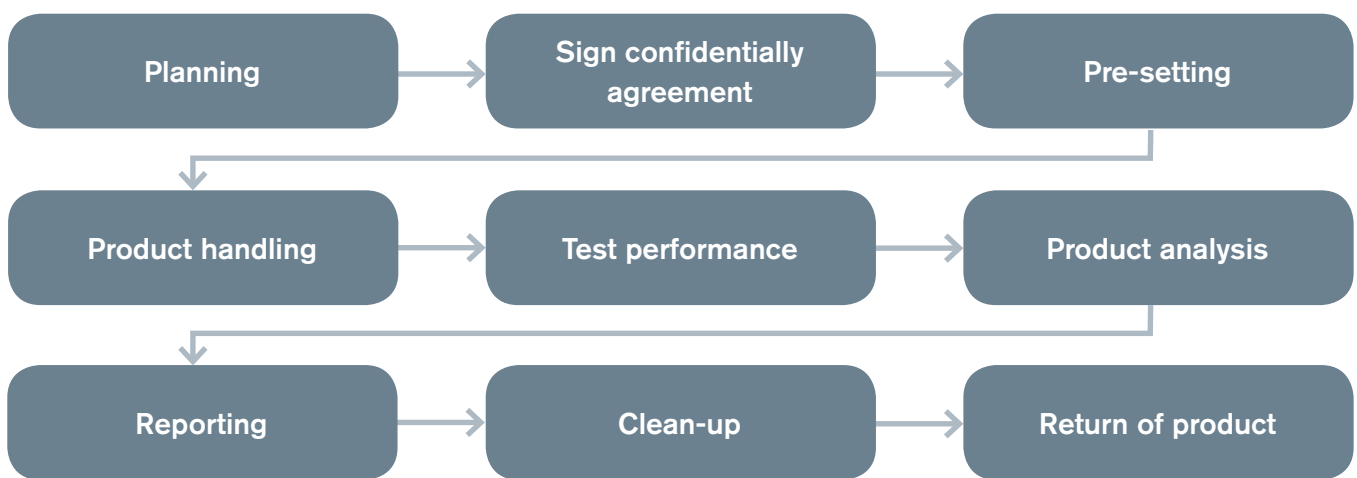 Planning
Sign confidentially
agreement
Pre-setting
Product handling
Test performance
Product analysis
Reporting
Clean-up
Return of product